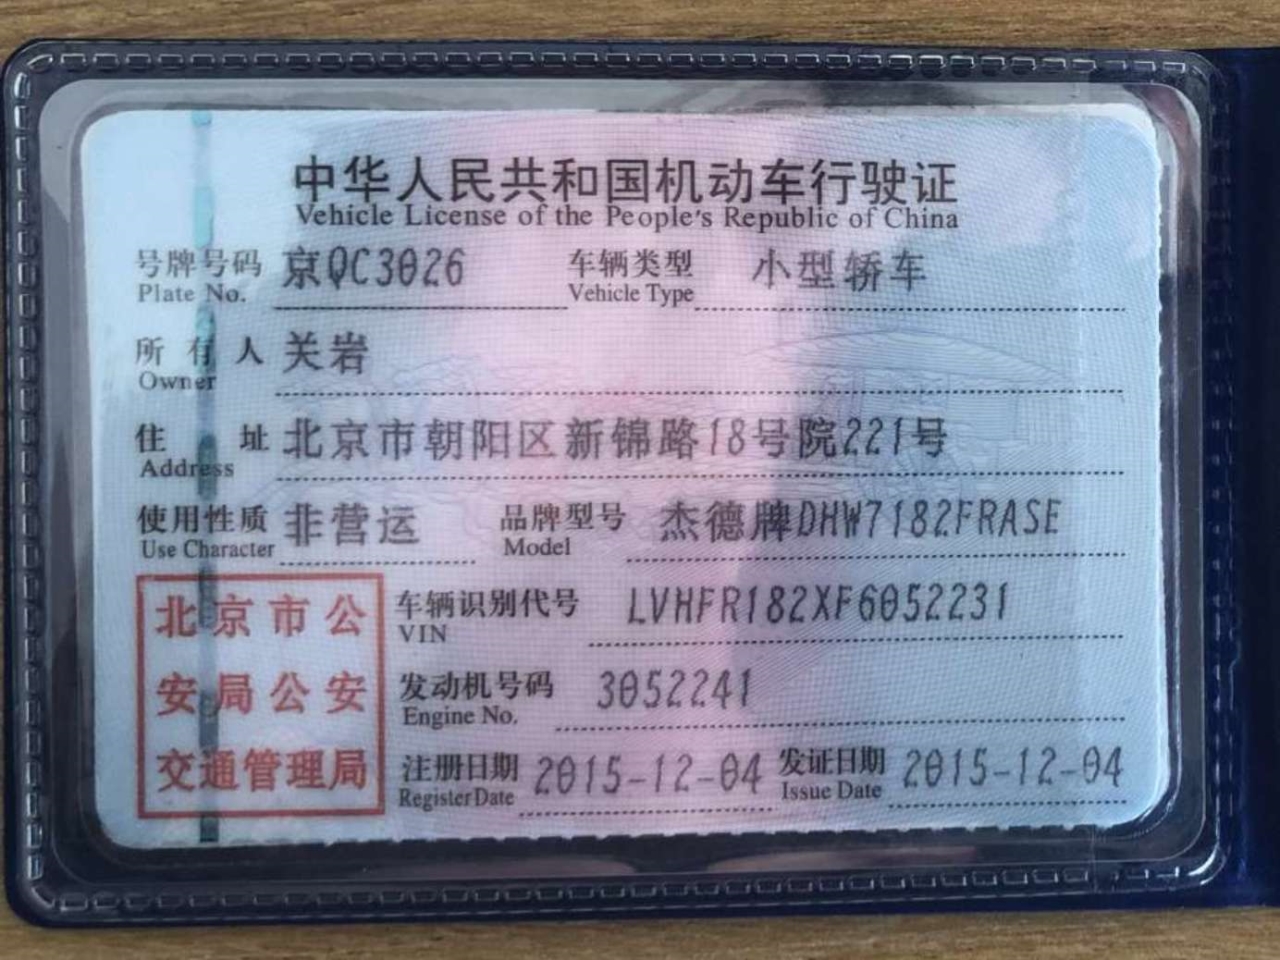 中华人民共和国机动车行驶证
Vehicle License of the People's Republic of China
号牌号码 京QC3026 车辆类型 小型轿车
Plate No. Vehicle Type
所有人 关岩
Owner
住址 北京市朝阳区新锦路18号院221号
Address
使用性质 非营运 品牌型号 杰德牌DHW7182FRASE
Use Character Model
北京市公
安局公安
交通管理局
车辆识别代号 LVHFR182XF6052231
VIN
发动机号码 3052241
Engine No.
注册日期 2015-12-04 发证日期 2015-12-04
Register Date Issue Date